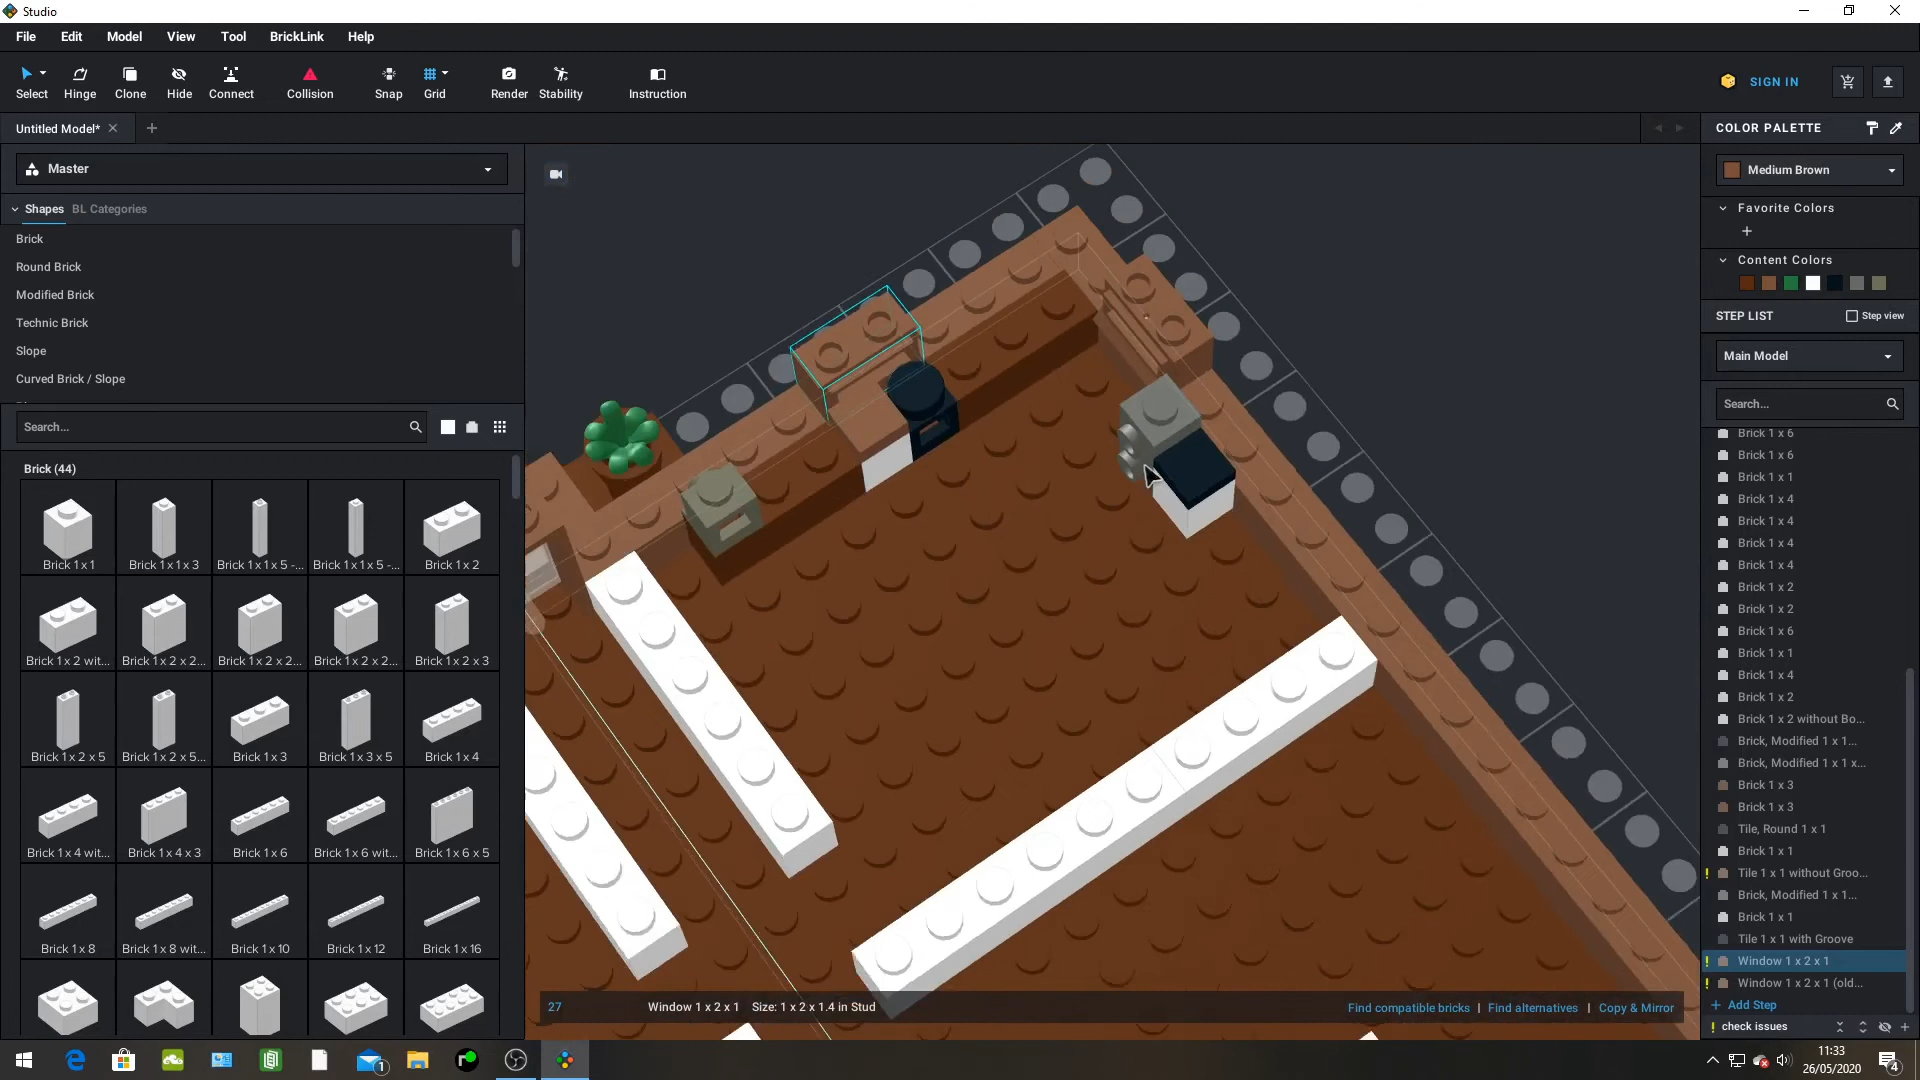 Studio
File Edit Model View Tool BrickLink Help
Select Hinge Clone Hide Connect Collision Snap Grid Render Stability Instruction SIGN IN
Untitled Model*
Master
Shapes BL Categories
Brick
Round Brick
Modified Brick
Technic Brick
Slope
Curved Brick / Slope
Search...
Brick (44)
Brick 1 x 1 Brick 1 x 1 x 3 Brick 1 x 1 x 5 -... Brick 1 x 1 x 5 -... Brick 1 x 2
Brick 1 x 2 wit... Brick 1 x 2 x 2... Brick 1 x 2 x 2... Brick 1 x 2 x 2... Brick 1 x 2 x 3
Brick 1 x 2 x 5 Brick 1 x 2 x 5... Brick 1 x 3 Brick 1 x 3 x 5 Brick 1 x 4
Brick 1 x 4 wit... Brick 1 x 4 x 3 Brick 1 x 6 Brick 1 x 6 wit... Brick 1 x 6 x 5
Brick 1 x 8 Brick 1 x 8 wit... Brick 1 x 10 Brick 1 x 12 Brick 1 x 16
27 Window 1 x 2 x 1 Size: 1 x 2 x 1.4 in Stud Find compatible bricks | Find alternatives | Copy & Mirror
COLOR PALETTE
Medium Brown
Favorite Colors
+
Content Colors
STEP LIST Step view
Main Model
Search...
Brick 1 x 6
Brick 1 x 6
Brick 1 x 1
Brick 1 x 4
Brick 1 x 4
Brick 1 x 4
Brick 1 x 4
Brick 1 x 2
Brick 1 x 2
Brick 1 x 6
Brick 1 x 1
Brick 1 x 4
Brick 1 x 2
Brick 1 x 2 without Bo...
Brick, Modified 1 x 1...
Brick, Modified 1 x 1 x...
Brick 1 x 3
Brick 1 x 3
Tile, Round 1 x 1
Brick 1 x 1
! Tile 1 x 1 without Groo...
Brick, Modified 1 x 1...
Brick 1 x 1
Tile 1 x 1 with Groove
! Window 1 x 2 x 1
! Window 1 x 2 x 1 (old...
+ Add Step
! check issues
1
11:33
26/05/2020
4